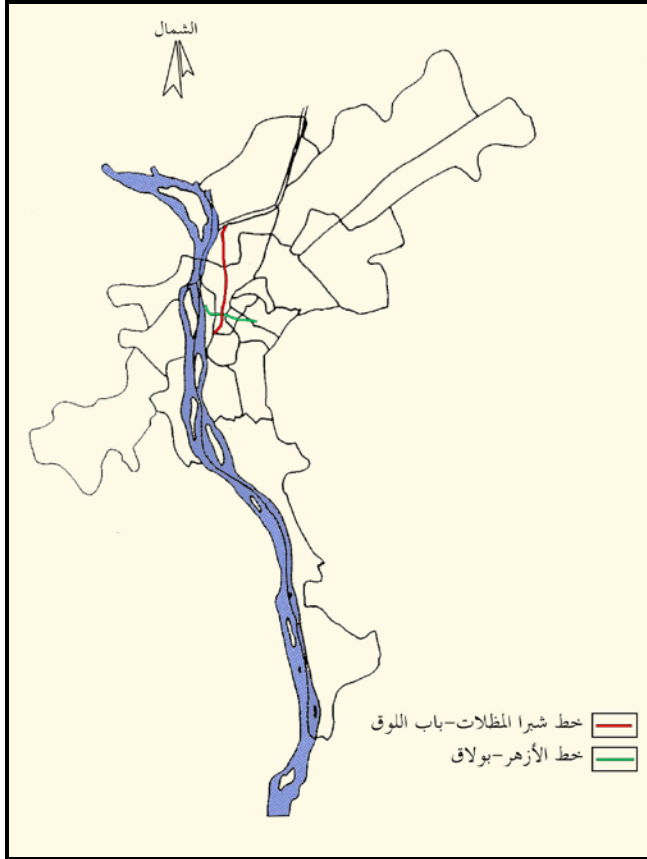 الشمال
خط شبرا المظلات-باب اللوق
خط الأزهر-بولاق